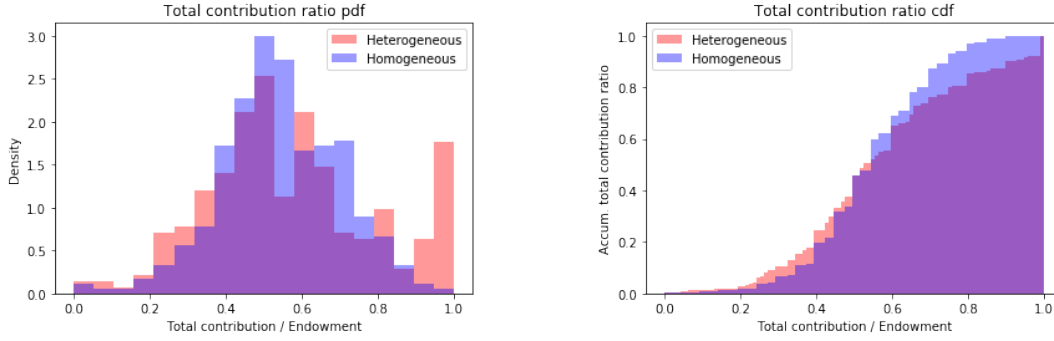 Total contribution ratio pdf
3.0
2.5
2.0
1.5
1.0
0.5
0.0
Density
Heterogeneous
Homogeneous
0.0 0.2 0.4 0.6 0.8 1.0
Total contribution / Endowment
Total contribution ratio cdf
1.0
0.8
0.6
0.4
0.2
0.0
Accum. total contribution ratio
Heterogeneous
Homogeneous
0.0 0.2 0.4 0.6 0.8 1.0
Total contribution / Endowment